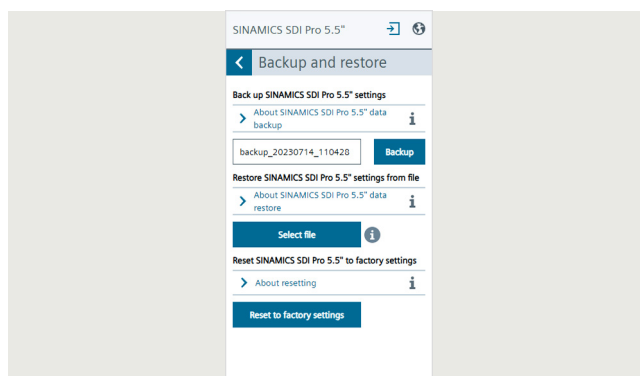 SINAMICS SDI Pro 5.5"
Backup and restore
Back up SINAMICS SDI Pro 5.5" settings
About SINAMICS SDI Pro 5.5" data
backup
backup_20230714_110428
Backup
Restore SINAMICS SDI Pro 5.5" settings from file
About SINAMICS SDI Pro 5.5" data
restore
Select file
Reset SINAMICS SDI Pro 5.5" to factory settings
About resetting
Reset to factory settings